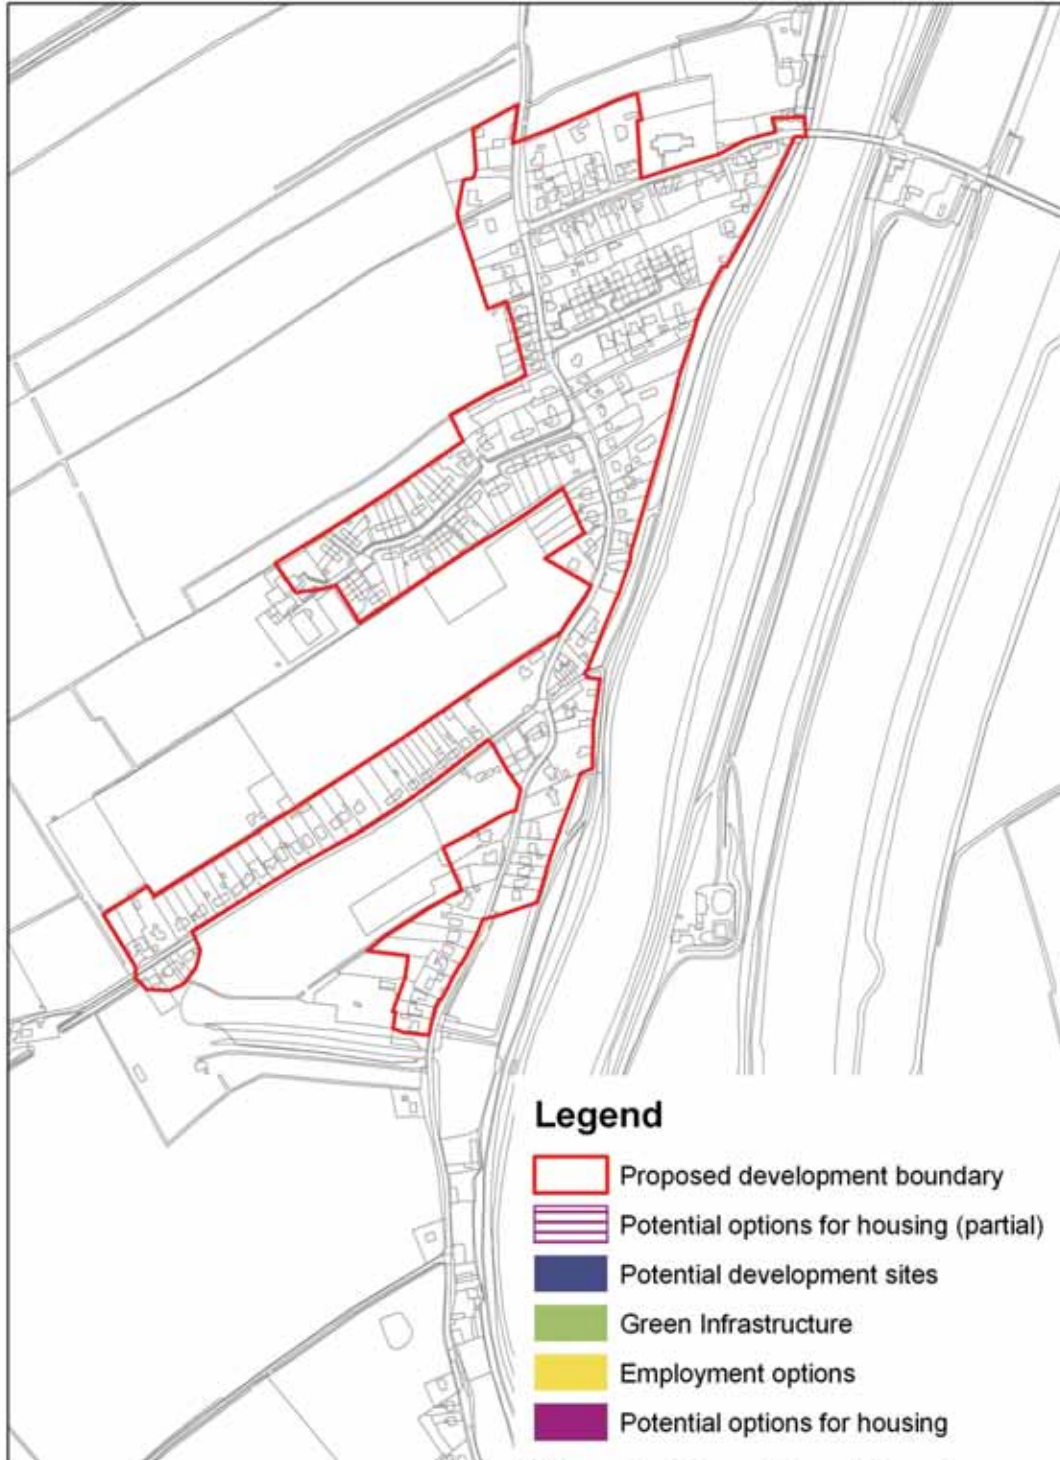 Legend
Proposed development boundary
Potential options for housing (partial)
Potential development sites
Green Infrastructure
Employment options
Potential options for housing